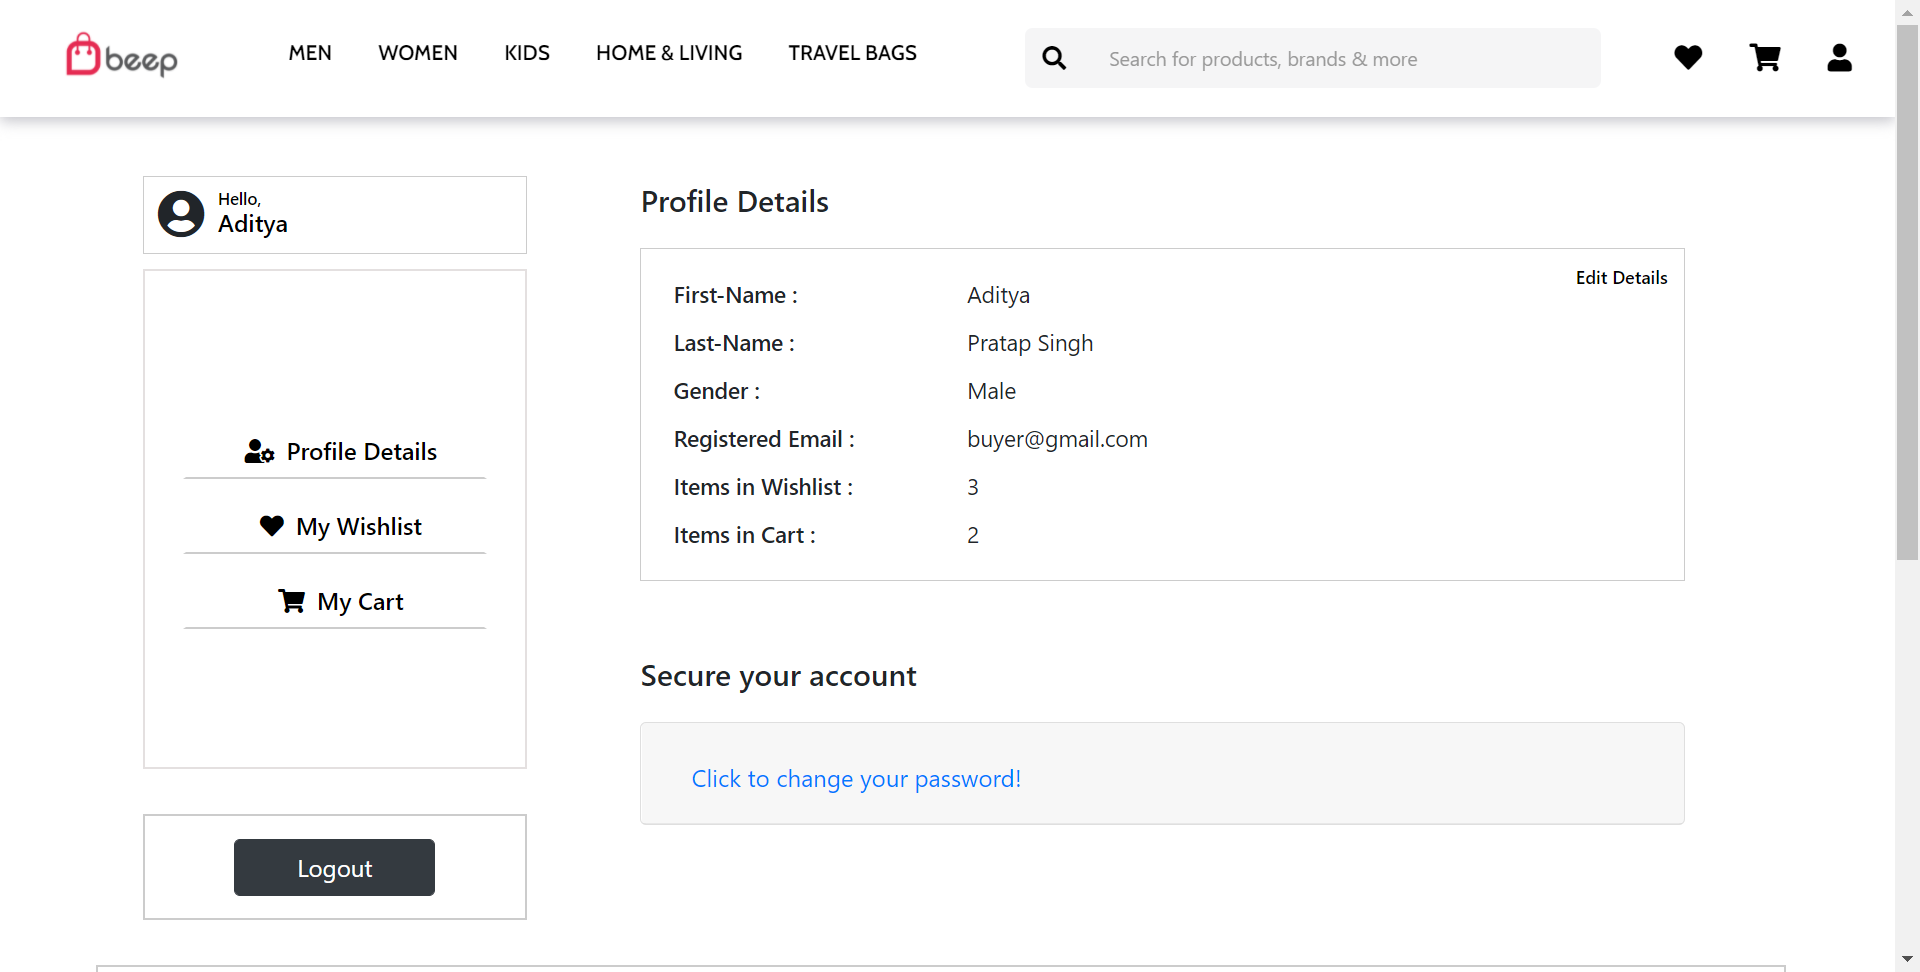 beep
MEN WOMEN KIDS HOME & LIVING TRAVEL BAGS
Search for products, brands & more
Hello,
Aditya
Profile Details
My Wishlist
My Cart
Logout
Profile Details
Edit Details
First-Name : Aditya
Last-Name : Pratap Singh
Gender : Male
Registered Email : buyer@gmail.com
Items in Wishlist : 3
Items in Cart : 2
Secure your account
Click to change your password!